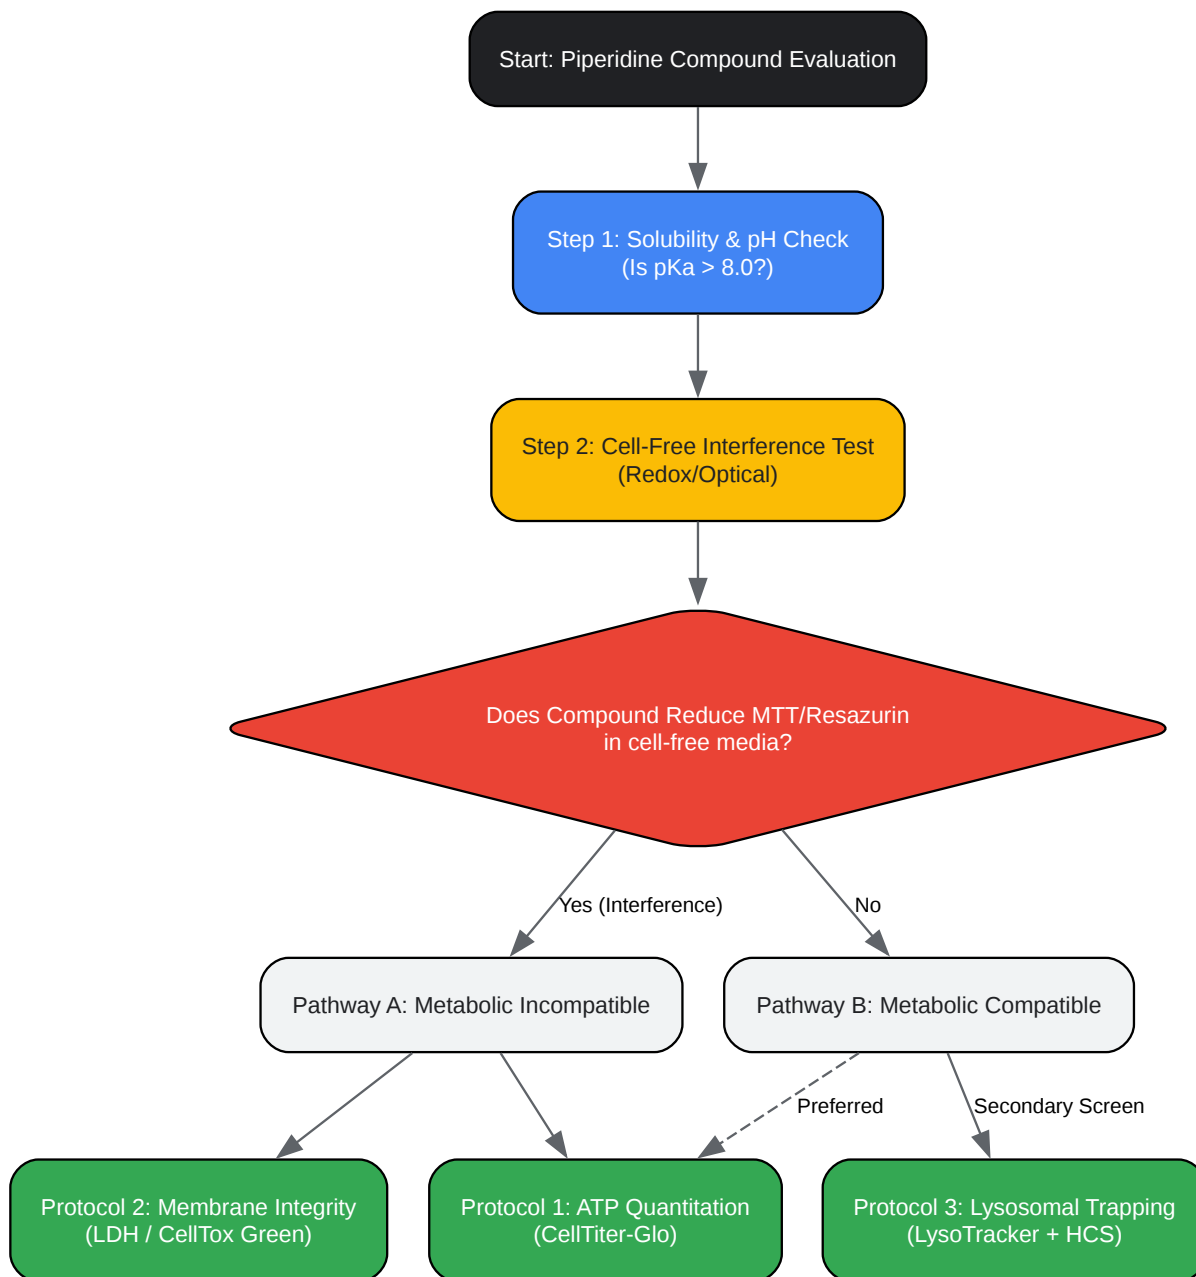 Start: Piperidine Compound Evaluation
Step 1: Solubility & pH Check
(Is pKa > 8.0?)
Step 2: Cell-Free Interference Test
(Redox/Optical)
Does Compound Reduce MTT/Resazurin
in cell-free media?
Yes (Interference)
No
Pathway A: Metabolic Incompatible
Pathway B: Metabolic Compatible
Preferred
Secondary Screen
Protocol 2: Membrane Integrity
(LDH / CellTox Green)
Protocol 1: ATP Quantitation
(CellTiter-Glo)
Protocol 3: Lysosomal Trapping
(LysoTracker + HCS)